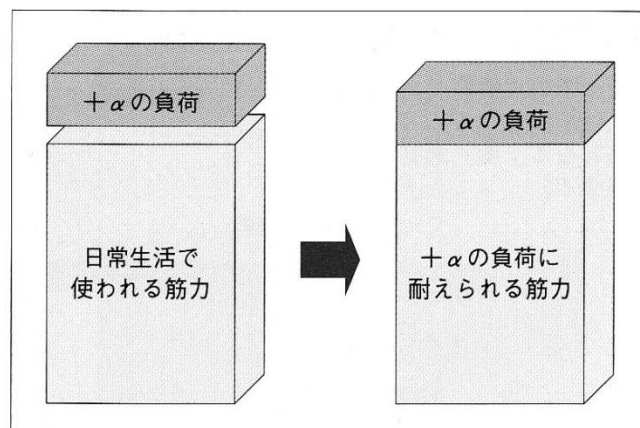 ＋αの負荷
日常生活で
使われる筋力
＋αの負荷
＋αの負荷に
耐えられる筋力